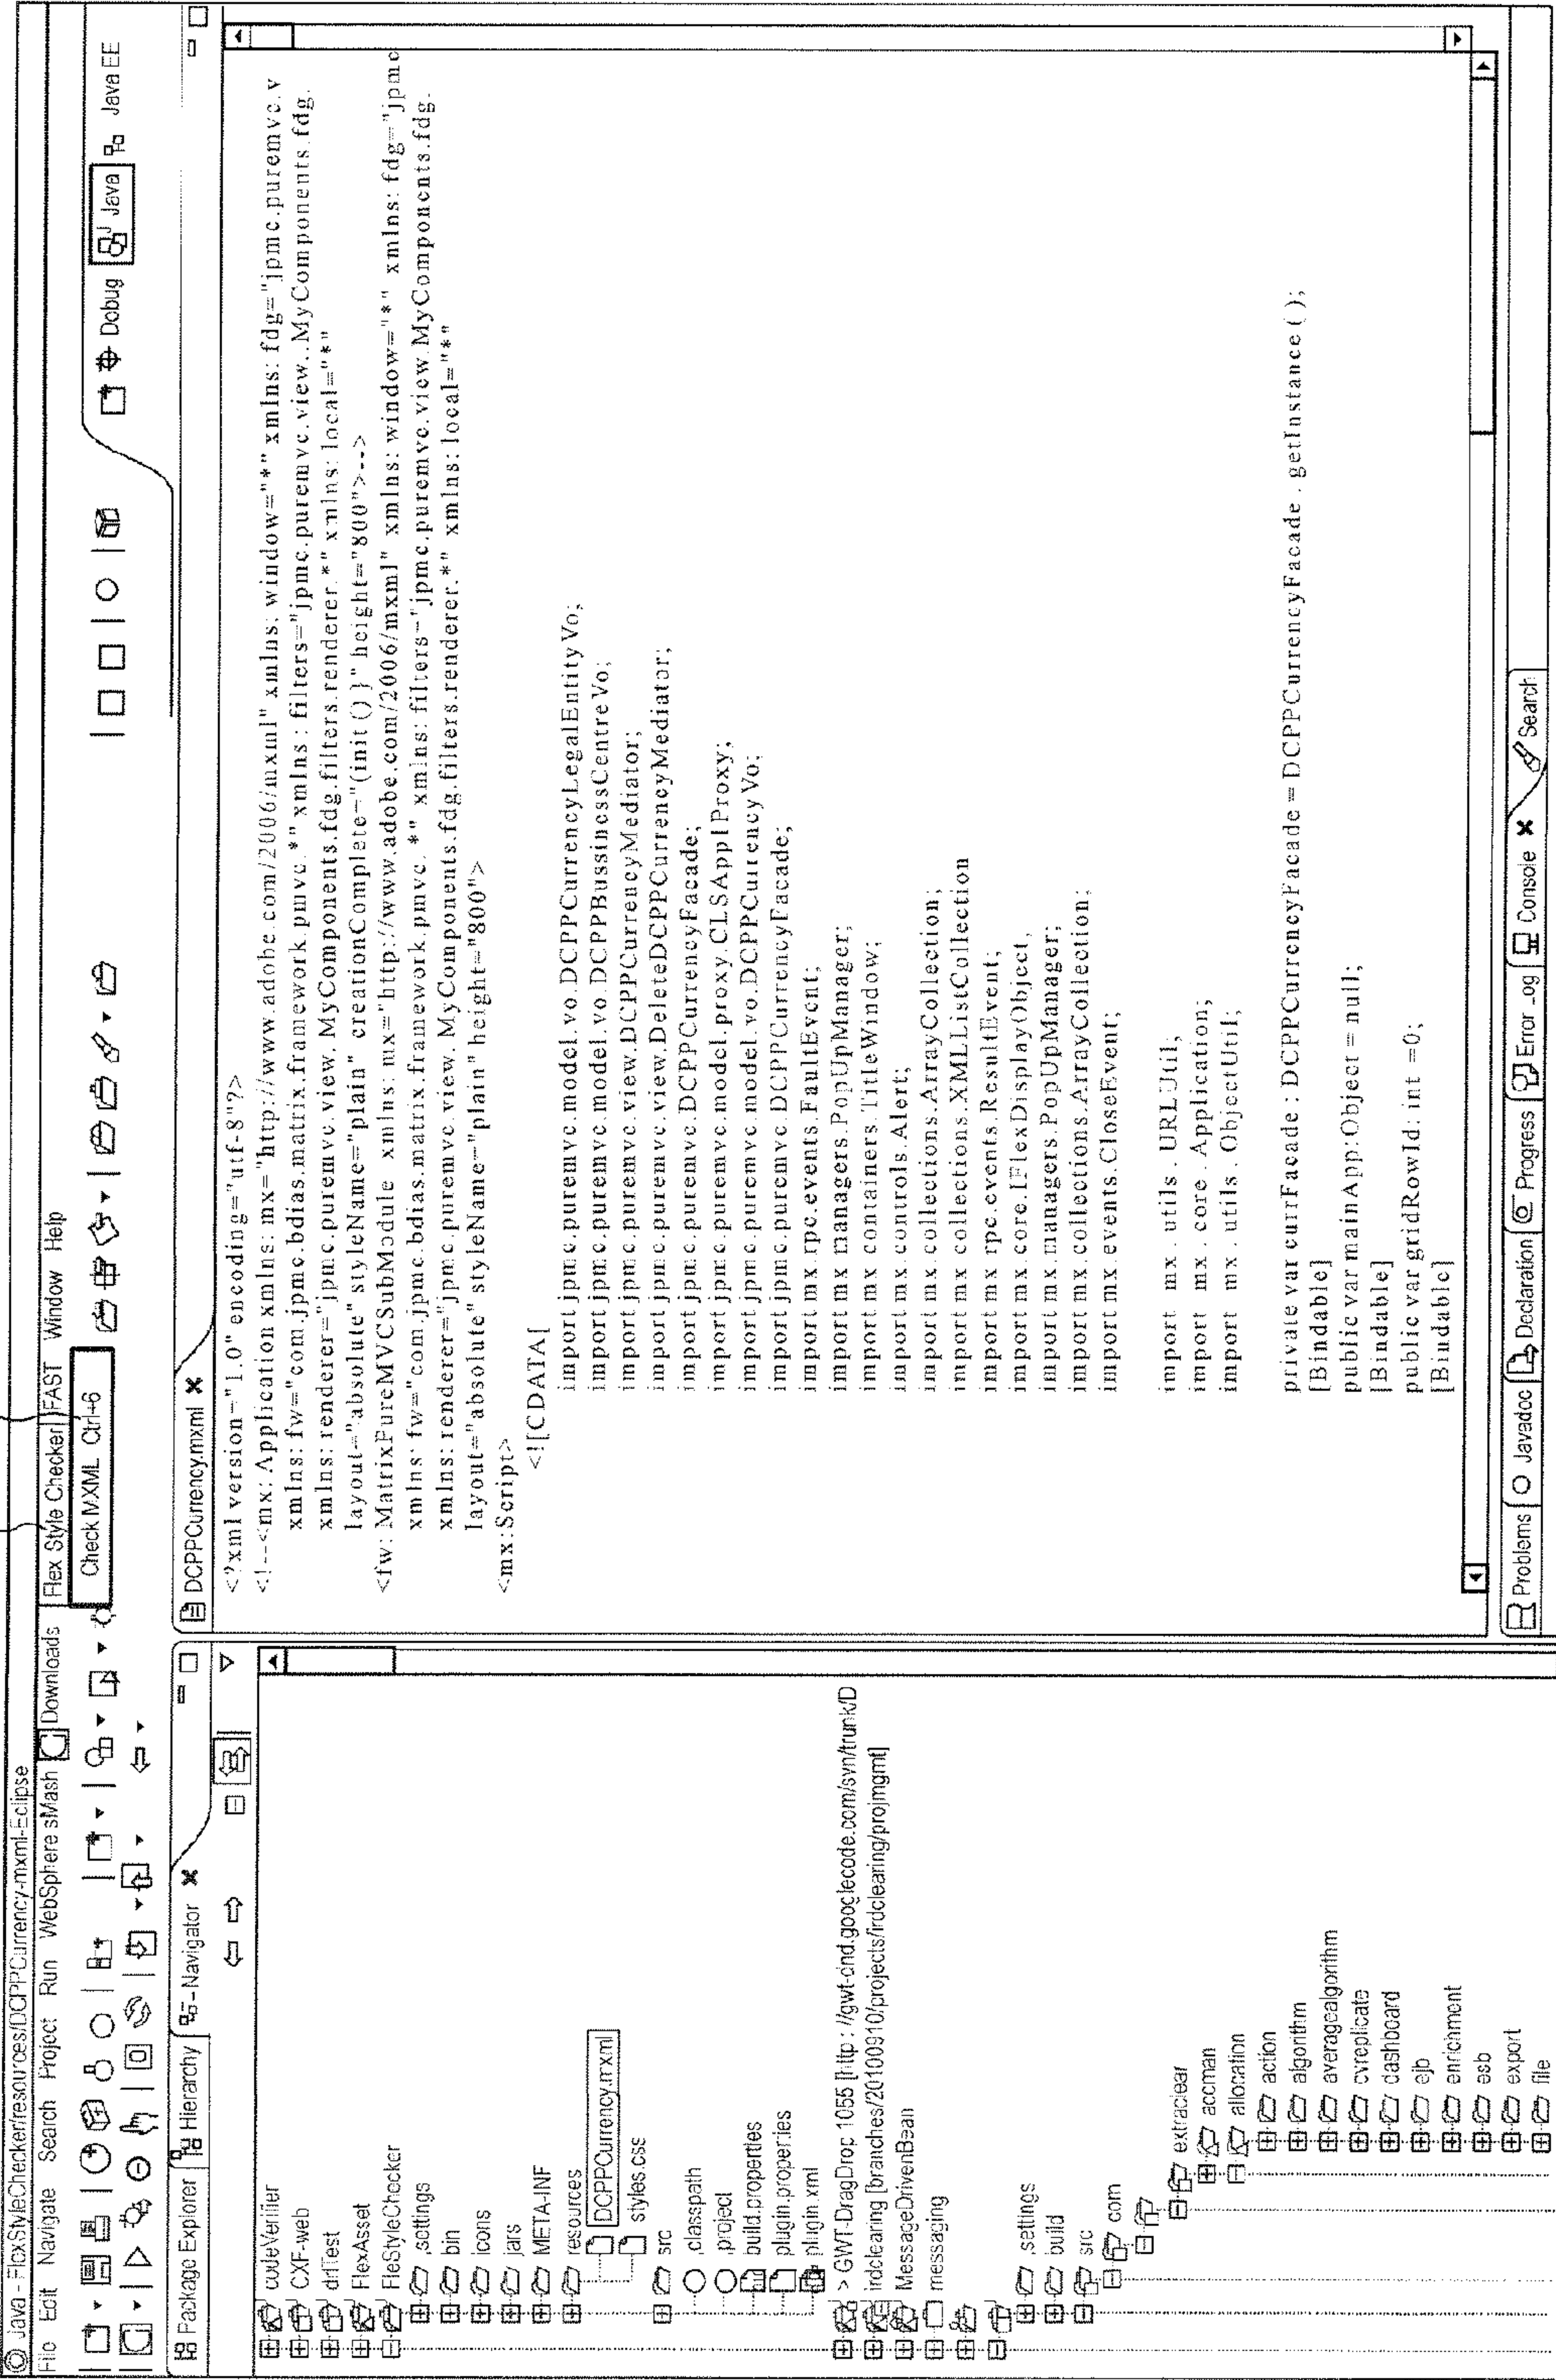 Java - FlexStyleChecker/resources/DCPPCurrency-mxml-Eclipse
File Edit Navigate Search Project Run WebSphere sMash Downloads Flex Style Checker FAST Window Help
Check MXML Ctrl+6
Debug Java Java EE
Package Explorer Hierarchy Navigator
codeVerifier
CXF-web
drlTest
FlexAsset
FleStyleChecker
.settings
bin
icons
jars
META-INF
resources
DCPPCurrency.mxml
styles.css
src
.classpath
.project
build.properties
plugin.properties
plugin.xml
> GWT-DragDrop 1055 [http : //gwt-dnd.googlecode.com/svn/trunk/D
irdclearing [branches/20100910/projects/irdclearing/projmgmt]
MessageDrivenBean
messaging
.settings
build
src
com
extraclear
accman
allocation
action
algorithm
averagealgorithm
cvreplicate
dashboard
ejb
enrichment
esb
export
file
DCPPCurrency.mxml
<?xml version="1.0" encoding="utf-8"?>
<!--<mx: Application xmlns: mx="http://www.adobe.com/2006/mxml" xmlns: window="*" xmlns: fdg="jpmc.puremvc.v
xmlns: fw="com.jpmc.bdias.matrix.framework.pmvc.*" xmlns: filters="jpmc.puremvc.view..MyComponents.fdg.
xmlns: renderer="jpmc.puremvc.view. MyComponents.fdg.filters.renderer.*" xmlns: local="*"
layout="absolute" styleName="plain" creationComplete="(init () }" height="800">-->
<fw: MatrixPureMVCSubModule xmlns: mx="http://www.adobe.com/2006/mxml" xmlns: window="*" xmlns: fdg="jpmc
xmlns: fw="com.jpmc.bdias.matrix.framework.pmvc. *" xmlns: filters="jpmc.puremvc.view.MyComponents.fdg.
xmlns: renderer="jpmc.puremvc.view. MyComponents.fdg.filters.renderer.*" xmlns: local="*"
layout="absolute" styleName="plain" height="800">
<mx:Script>
<![CDATA[
import jpmc.puremvc.model.vo.DCPPCurrencyLegalEntityVo;
import jpmc.puremvc.model.vo.DCPPBussinessCentreVo;
import jpmc.puremvc.view.DCPPCurrencyMediator;
import jpmc.puremvc.view.DeleteDCPPCurrencyMediator;
import jpmc.puremvc.DCPPCurrencyFacade;
import jpmc.puremvc.model.proxy.CLSApplProxy;
import jpmc.puremvc.model.vo.DCPPCurrencyVo;
import jpmc.puremvc.DCPPCurrencyFacade;
import mx.rpc.events.FaultEvent;
import mx managers.PopUpManager;
import mx containers.TitleWindow;
import mx.controls.Alert;
import mx.collections.ArrayCollection;
import mx collections.XMLListCollection
import mx rpc.events.ResultEvent;
import mx.core.IFlexDisplayObject,
import mx.managers.PopUpManager;
import mx.collections.ArrayCollection;
import mx.events.CloseEvent;
import mx . utils . URLUtil;
import mx . core . Application;
import mx . utils . ObjectUtil;
private var currFacade : DCPPCurrencyFacade = DCPPCurrencyFacade . getInstance ( ) ;
[Bindable]
public var mainApp:Object = null;
[Bindable]
public var gridRowId: int =0;
[Bindable]
Problems Javadoc Declaration Progress Error Log Console Search